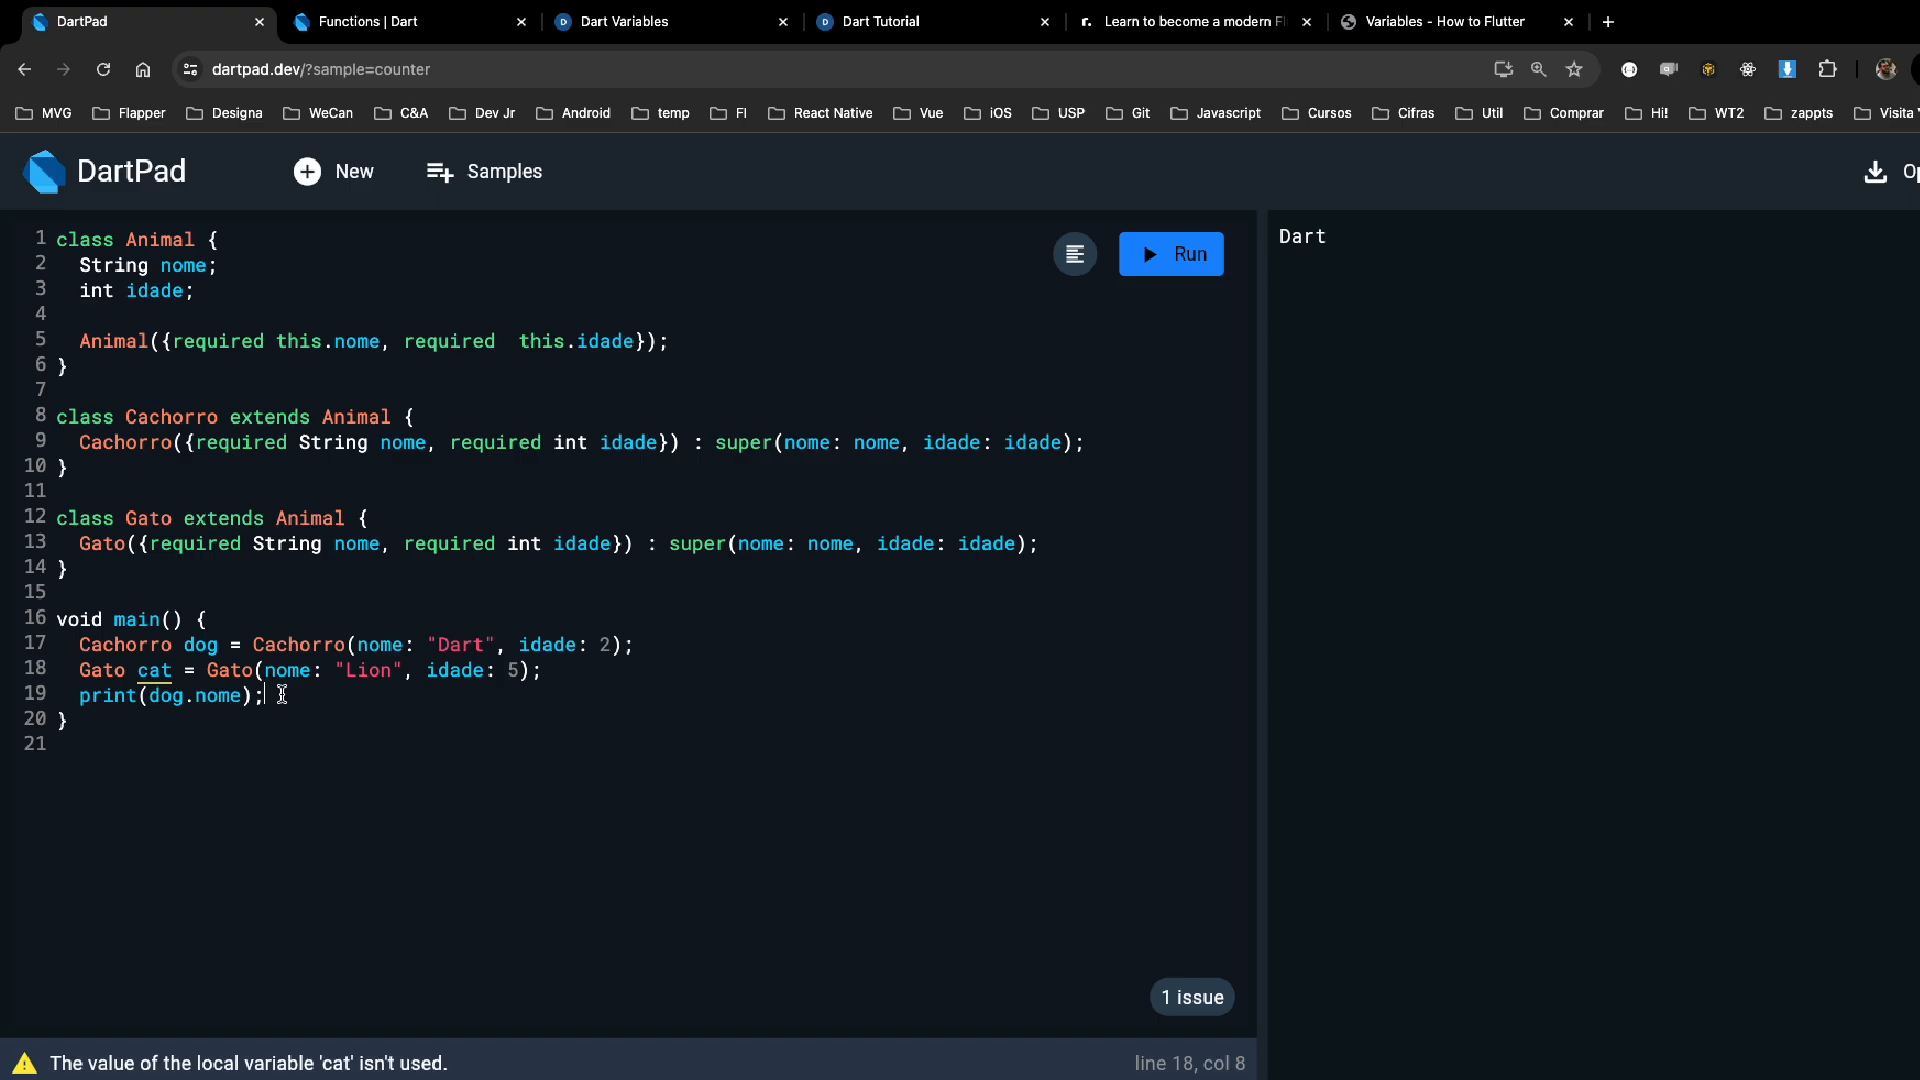 DartPad
Functions | Dart
Dart Variables
Dart Tutorial
Learn to become a modern Fl
Variables - How to Flutter
dartpad.dev/?sample=counter
MVG
Flapper
Designa
WeCan
C&A
Dev Jr
Android
temp
FI
React Native
Vue
iOS
USP
Git
Javascript
Cursos
Cifras
Util
Comprar
Hi!
WT2
zappts
Visita
DartPad
New
Samples
Op
1 class Animal {
2 String nome;
3 int idade;
4
5 Animal({required this.nome, required  this.idade});
6 }
7
8 class Cachorro extends Animal {
9 Cachorro({required String nome, required int idade}) : super(nome: nome, idade: idade);
10 }
11
12 class Gato extends Animal {
13 Gato({required String nome, required int idade}) : super(nome: nome, idade: idade);
14 }
15
16 void main() {
17 Cachorro dog = Cachorro(nome: "Dart", idade: 2);
18 Gato cat = Gato(nome: "Lion", idade: 5);
19 print(dog.nome);
20 }
21
Run
Dart
1 issue
The value of the local variable 'cat' isn't used.
line 18, col 8